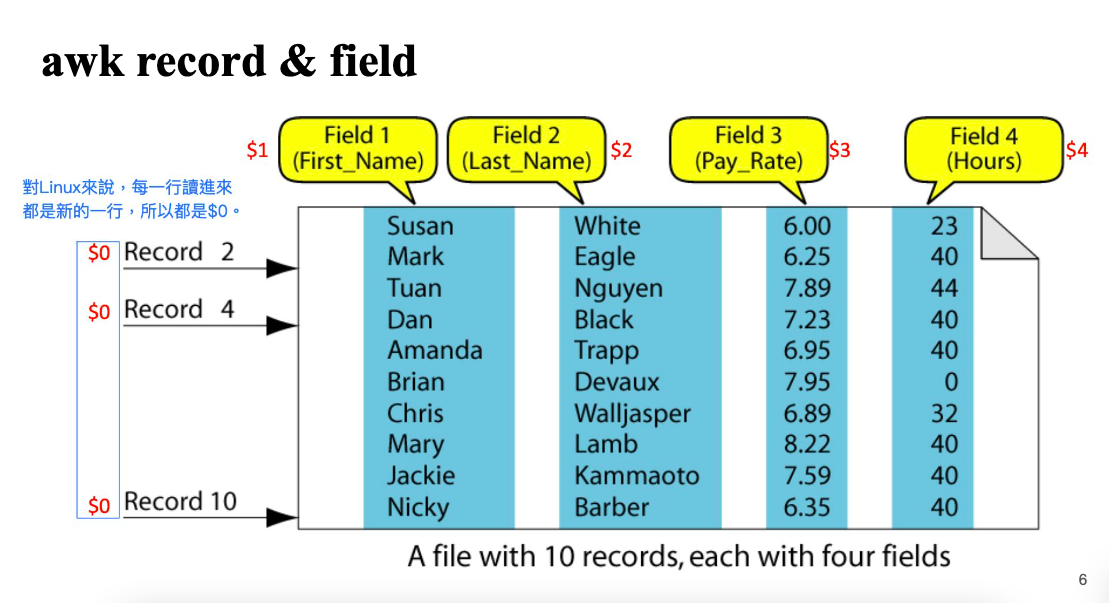 awk record & field
$1
Field 1
(First_Name)
Field 2
(Last_Name)
$2
Field 3
(Pay_Rate)
$3
Field 4
(Hours)
$4
對Linux來說，每一行讀進來
都是新的一行，所以都是$0。
$0 Record 2
$0 Record 4
$0 Record 10
Susan White 6.00 23
Mark Eagle 6.25 40
Tuan Nguyen 7.89 44
Dan Black 7.23 40
Amanda Trapp 6.95 40
Brian Devaux 7.95 0
Chris Walljasper 6.89 32
Mary Lamb 8.22 40
Jackie Kammaoto 7.59 40
Nicky Barber 6.35 40
A file with 10 records, each with four fields
6